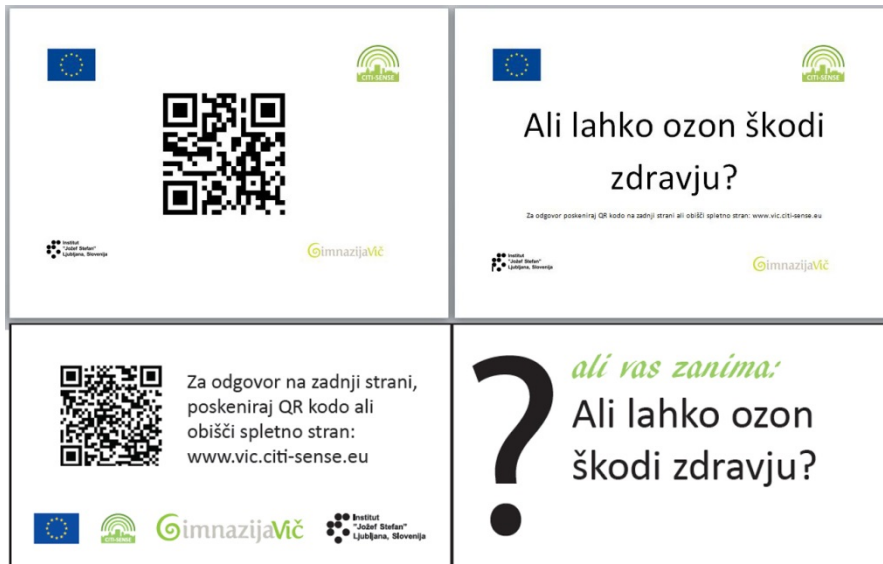 CITI-SENSE
Institut
"Jožef Stefan"
Ljubljana, Slovenija
GimnazijaVič
CITI-SENSE
Ali lahko ozon škodi
zdravju?
Za odgovor poskeniraj QR kodo na zadnji strani ali obišči spletno stran: www.vic.citi-sense.eu
Institut
"Jožef Stefan"
Ljubljana, Slovenija
GimnazijaVič
Za odgovor na zadnji strani,
poskeniraj QR kodo ali
obišči spletno stran:
www.vic.citi-sense.eu
CITI-SENSE
GimnazijaVič
Institut
"Jožef Stefan"
Ljubljana, Slovenija
?
ali vas zanima:
Ali lahko ozon
škodi zdravju?